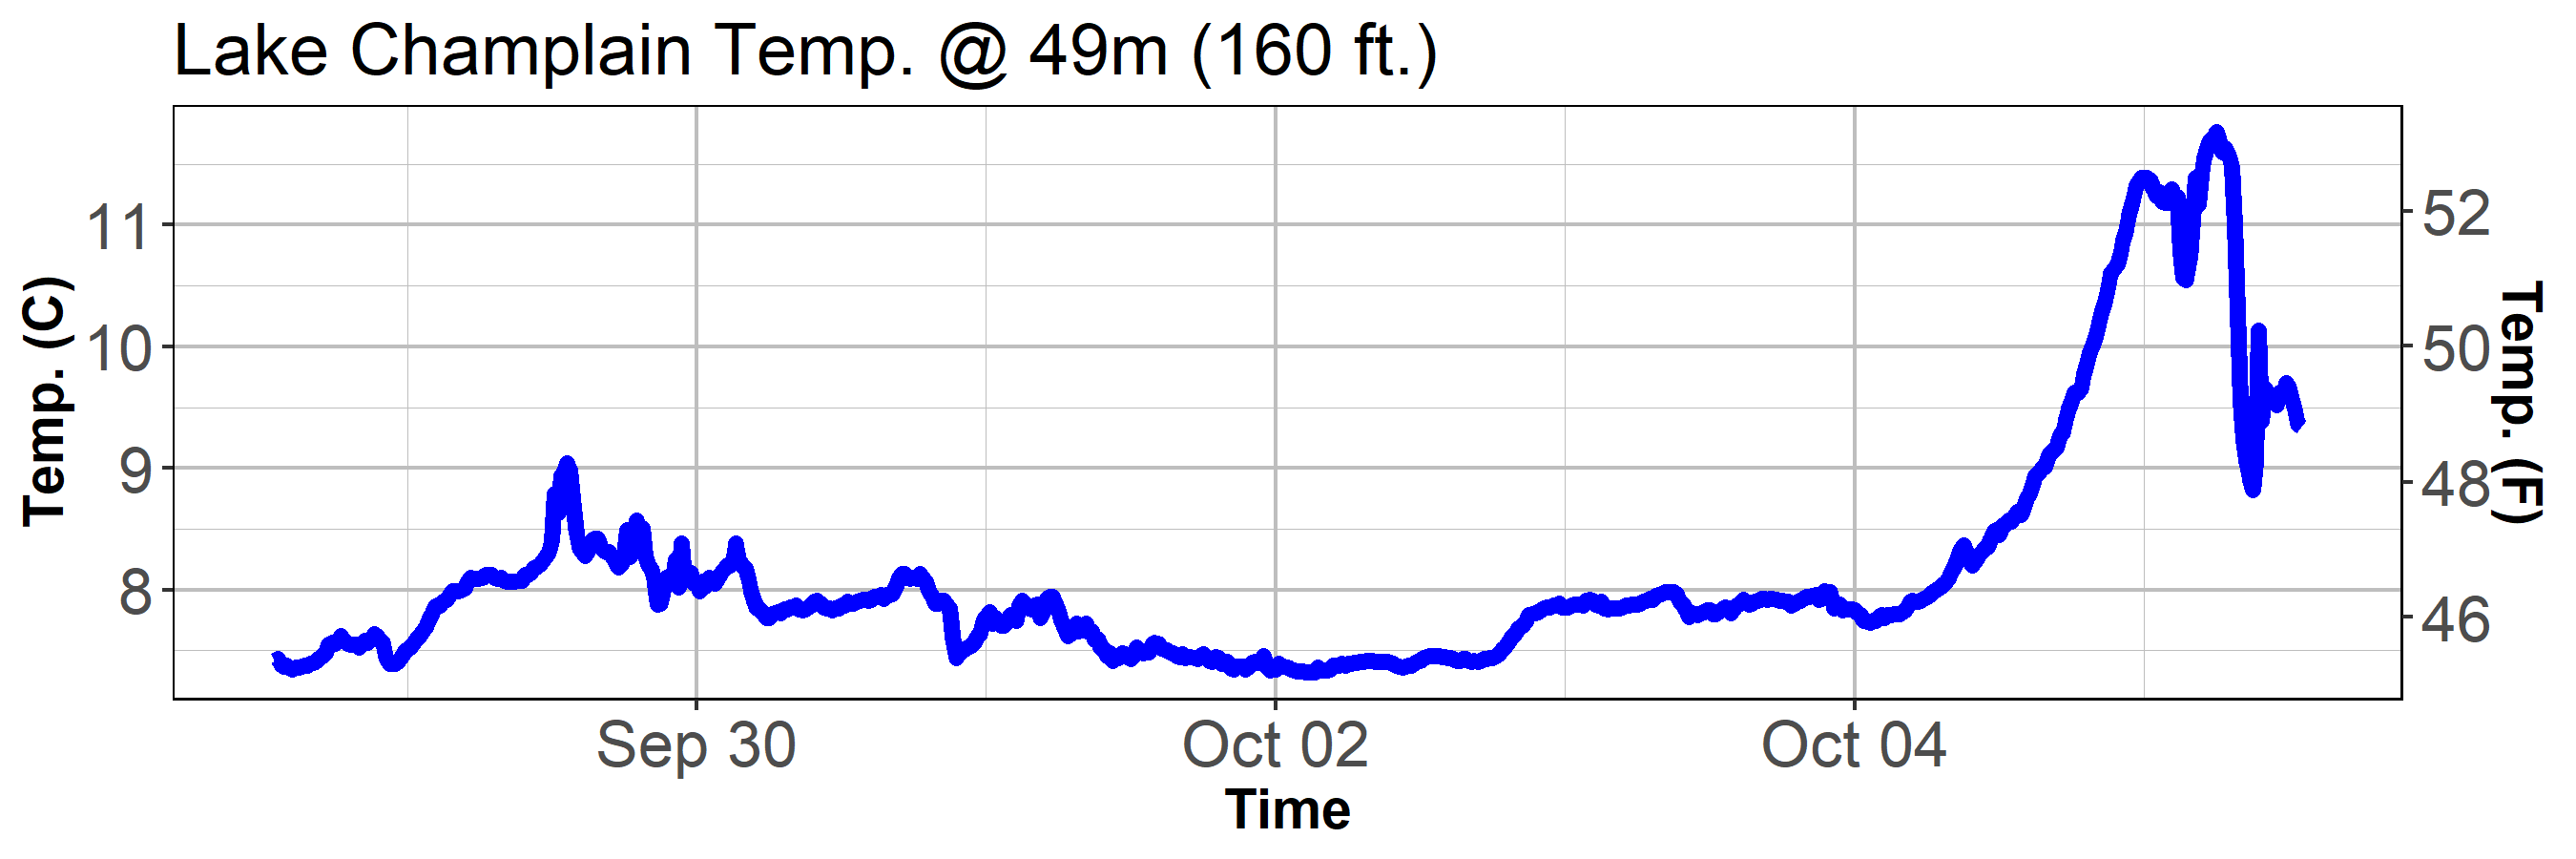 Lake Champlain Temp. @ 49m (160 ft.)
Temp. (C)
11
10
9
8
52
50
48
46
Temp. (F)
Sep 30
Oct 02
Oct 04
Time